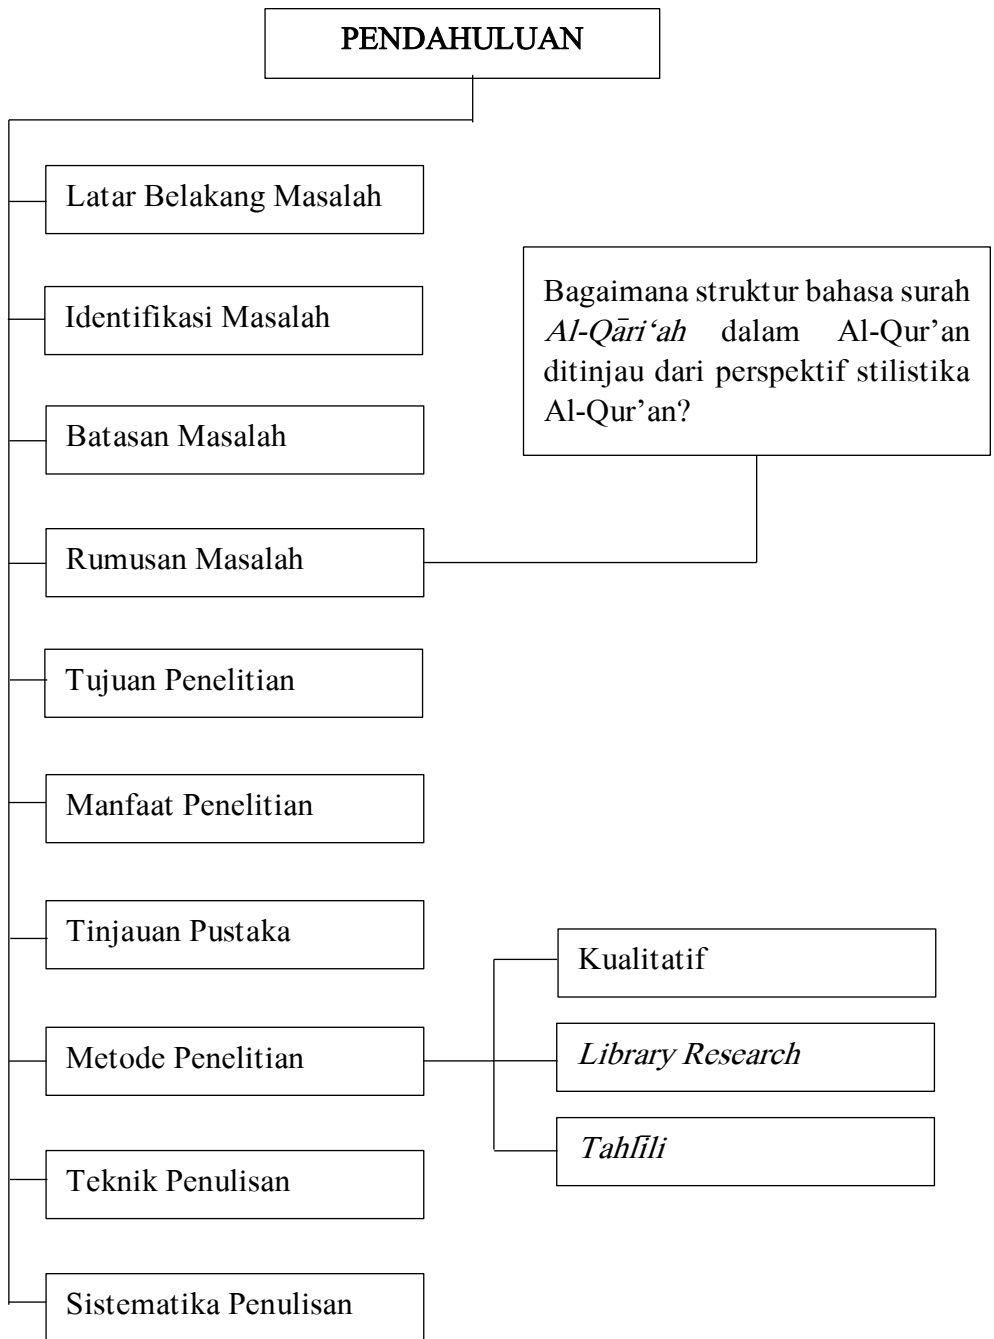 PENDAHULUAN
Latar Belakang Masalah
Identifikasi Masalah
Batasan Masalah
Rumusan Masalah
Bagaimana struktur bahasa surah
Al-Qāri‘ah dalam Al-Qur’an
ditinjau dari perspektif stilistika
Al-Qur’an?
Tujuan Penelitian
Manfaat Penelitian
Tinjauan Pustaka
Metode Penelitian
Kualitatif
Library Research
Tahlīli
Teknik Penulisan
Sistematika Penulisan